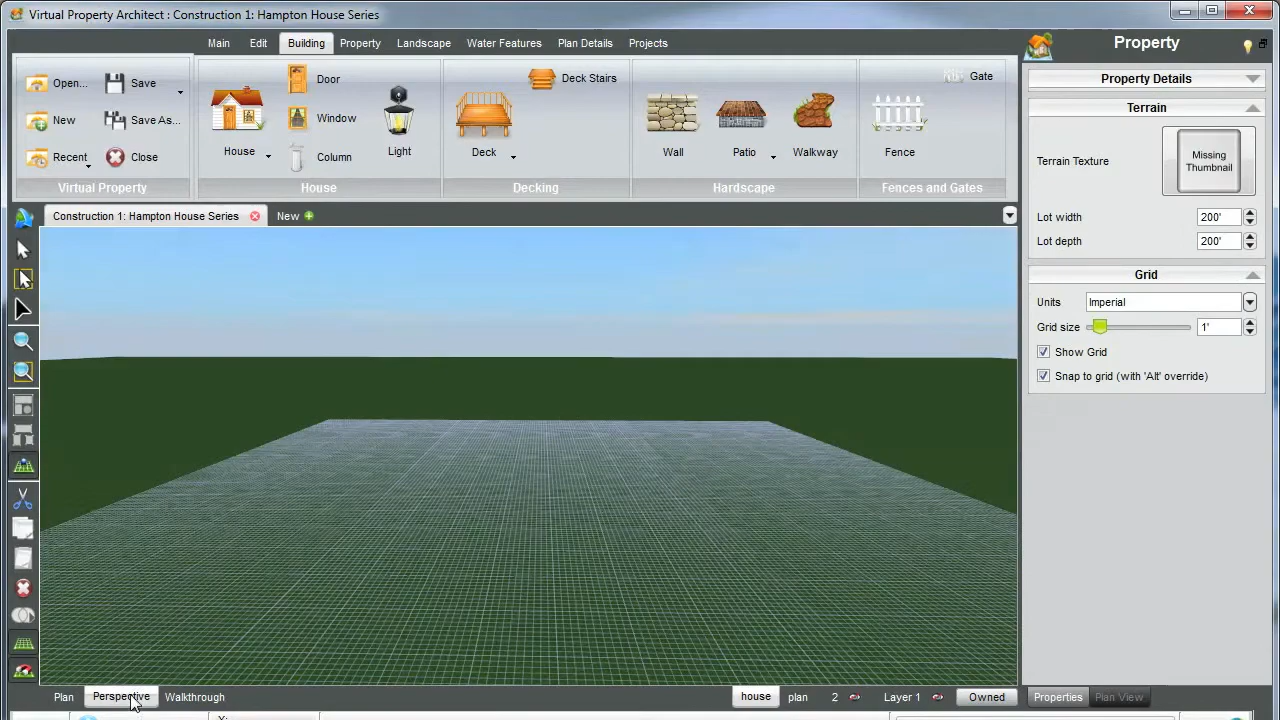 Virtual Property Architect : Construction 1: Hampton House Series
Main Edit Building Property Landscape Water Features Plan Details Projects
Open... Save
New Save As...
Recent Close
Virtual Property
House
Door
Window
Column
Light
House
Deck
Deck Stairs
Decking
Wall
Patio
Walkway
Hardscape
Gate
Fence
Fences and Gates
Construction 1: Hampton House Series New
Property
Property Details
Terrain
Terrain Texture
Missing
Thumbnail
Lot width 200'
Lot depth 200'
Grid
Units Imperial
Grid size 1'
Show Grid
Snap to grid (with 'Alt' override)
Plan Perspective Walkthrough house plan 2 Layer 1 Owned Properties Plan View